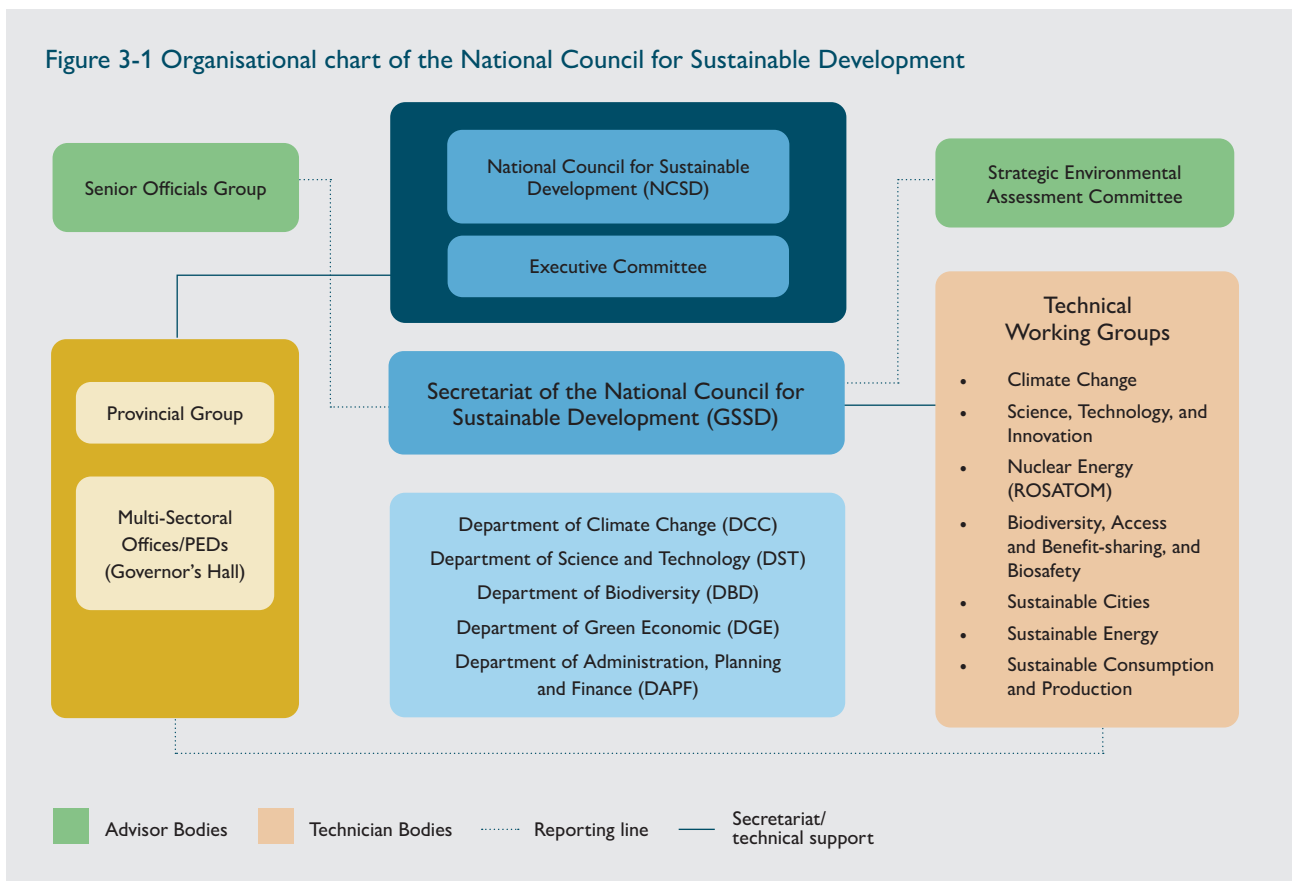 Figure 3-1 Organisational chart of the National Council for Sustainable Development
Senior Officials Group
National Council for Sustainable
Development (NCSD)
Executive Committee
Strategic Environmental
Assessment Committee
Provincial Group
Multi-Sectoral
Offices/PEDs
(Governor's Hall)
Secretariat of the National Council for
Sustainable Development (GSSD)
Department of Climate Change (DCC)
Department of Science and Technology (DST)
Department of Biodiversity (DBD)
Department of Green Economic (DGE)
Department of Administration, Planning
and Finance (DAPF)
Technical
Working Groups
• Climate Change
• Science, Technology, and
Innovation
• Nuclear Energy
(ROSATOM)
• Biodiversity, Access
and Benefit-sharing, and
Biosafety
• Sustainable Cities
• Sustainable Energy
• Sustainable Consumption
and Production
Advisor Bodies
Technician Bodies
Reporting line
Secretariat/
technical support